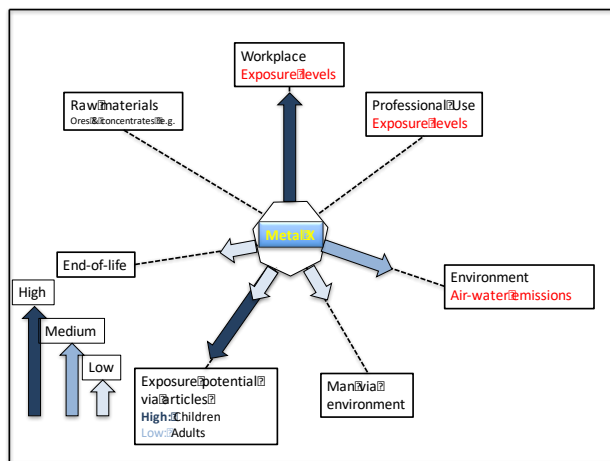 Workplace
Exposure levels
Raw materials
Ores & concentrates e.g.
Professional Use
Exposure levels
Metal X
End-of-life
Environment
Air-water emissions
High
Medium
Low
Exposure potential
via articles
High: Children
Low: Adults
Man via
environment